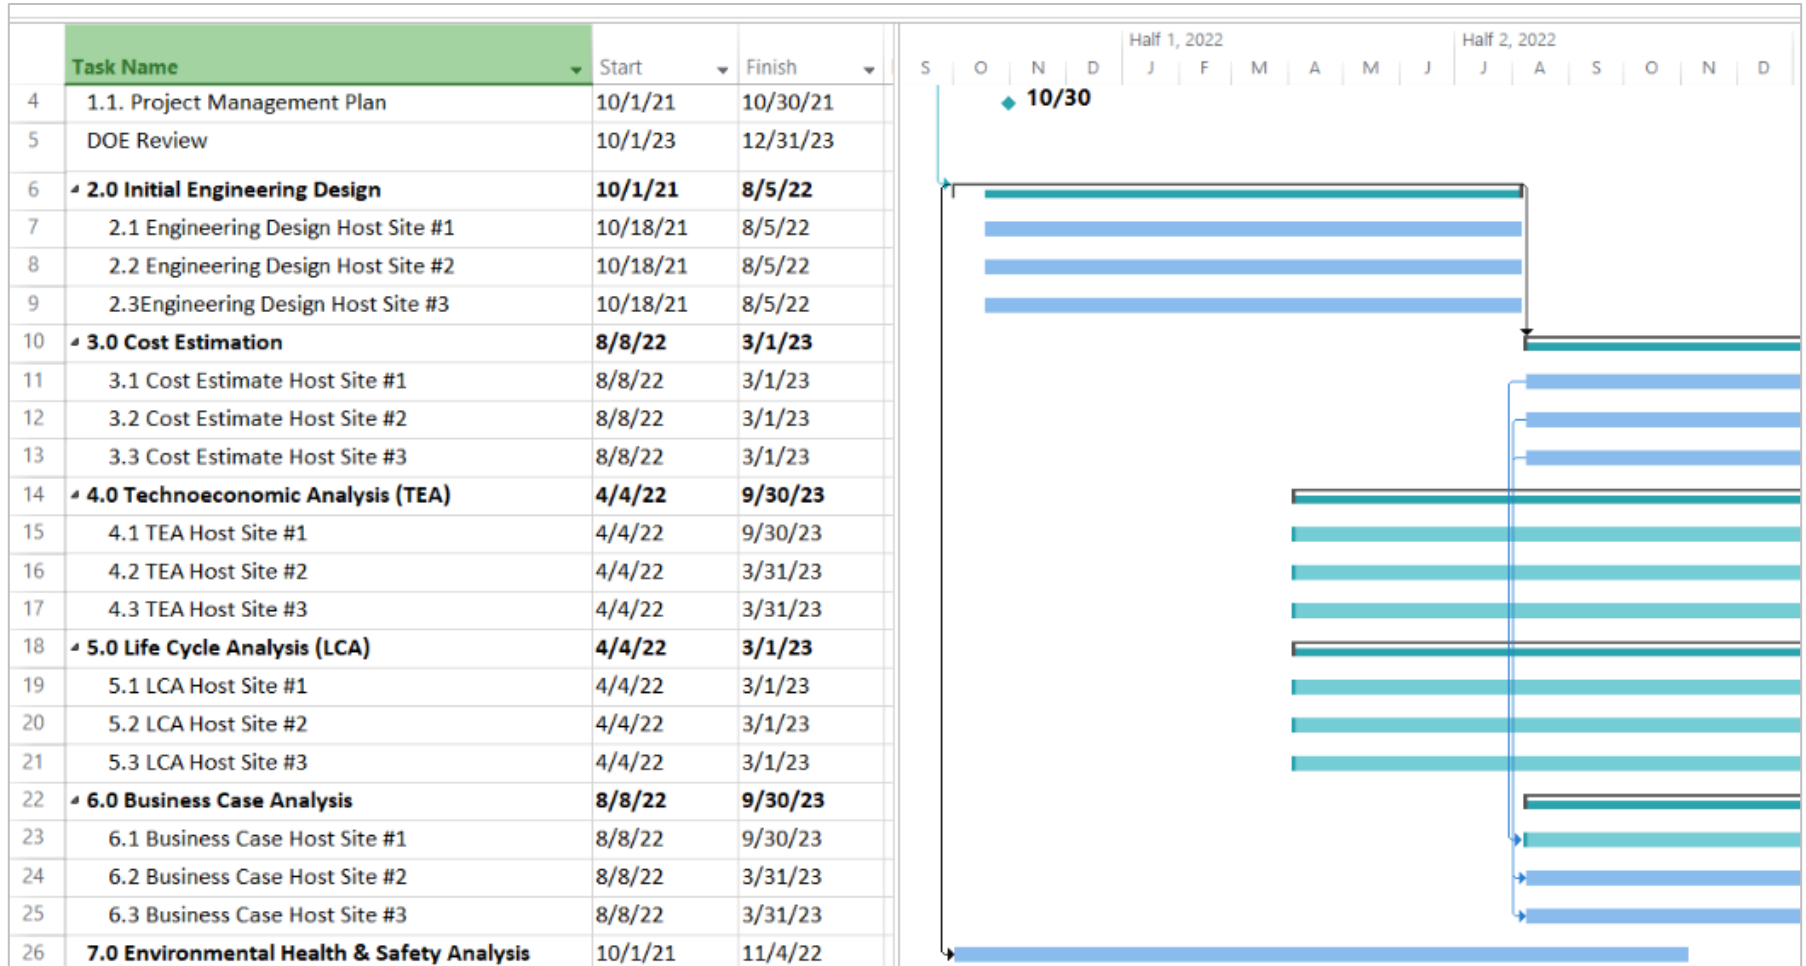 Half 1, 2022 Half 2, 2022
Task Name Start Finish S O N D J F M A M J J A S O N D
4 1.1. Project Management Plan 10/1/21 10/30/21 10/30
5 DOE Review 10/1/23 12/31/23
6 2.0 Initial Engineering Design 10/1/21 8/5/22
7 2.1 Engineering Design Host Site #1 10/18/21 8/5/22
8 2.2 Engineering Design Host Site #2 10/18/21 8/5/22
9 2.3Engineering Design Host Site #3 10/18/21 8/5/22
10 3.0 Cost Estimation 8/8/22 3/1/23
11 3.1 Cost Estimate Host Site #1 8/8/22 3/1/23
12 3.2 Cost Estimate Host Site #2 8/8/22 3/1/23
13 3.3 Cost Estimate Host Site #3 8/8/22 3/1/23
14 4.0 Technoeconomic Analysis (TEA) 4/4/22 9/30/23
15 4.1 TEA Host Site #1 4/4/22 9/30/23
16 4.2 TEA Host Site #2 4/4/22 3/31/23
17 4.3 TEA Host Site #3 4/4/22 3/31/23
18 5.0 Life Cycle Analysis (LCA) 4/4/22 3/1/23
19 5.1 LCA Host Site #1 4/4/22 3/1/23
20 5.2 LCA Host Site #2 4/4/22 3/1/23
21 5.3 LCA Host Site #3 4/4/22 3/1/23
22 6.0 Business Case Analysis 8/8/22 9/30/23
23 6.1 Business Case Host Site #1 8/8/22 9/30/23
24 6.2 Business Case Host Site #2 8/8/22 3/31/23
25 6.3 Business Case Host Site #3 8/8/22 3/31/23
26 7.0 Environmental Health & Safety Analysis 10/1/21 11/4/22